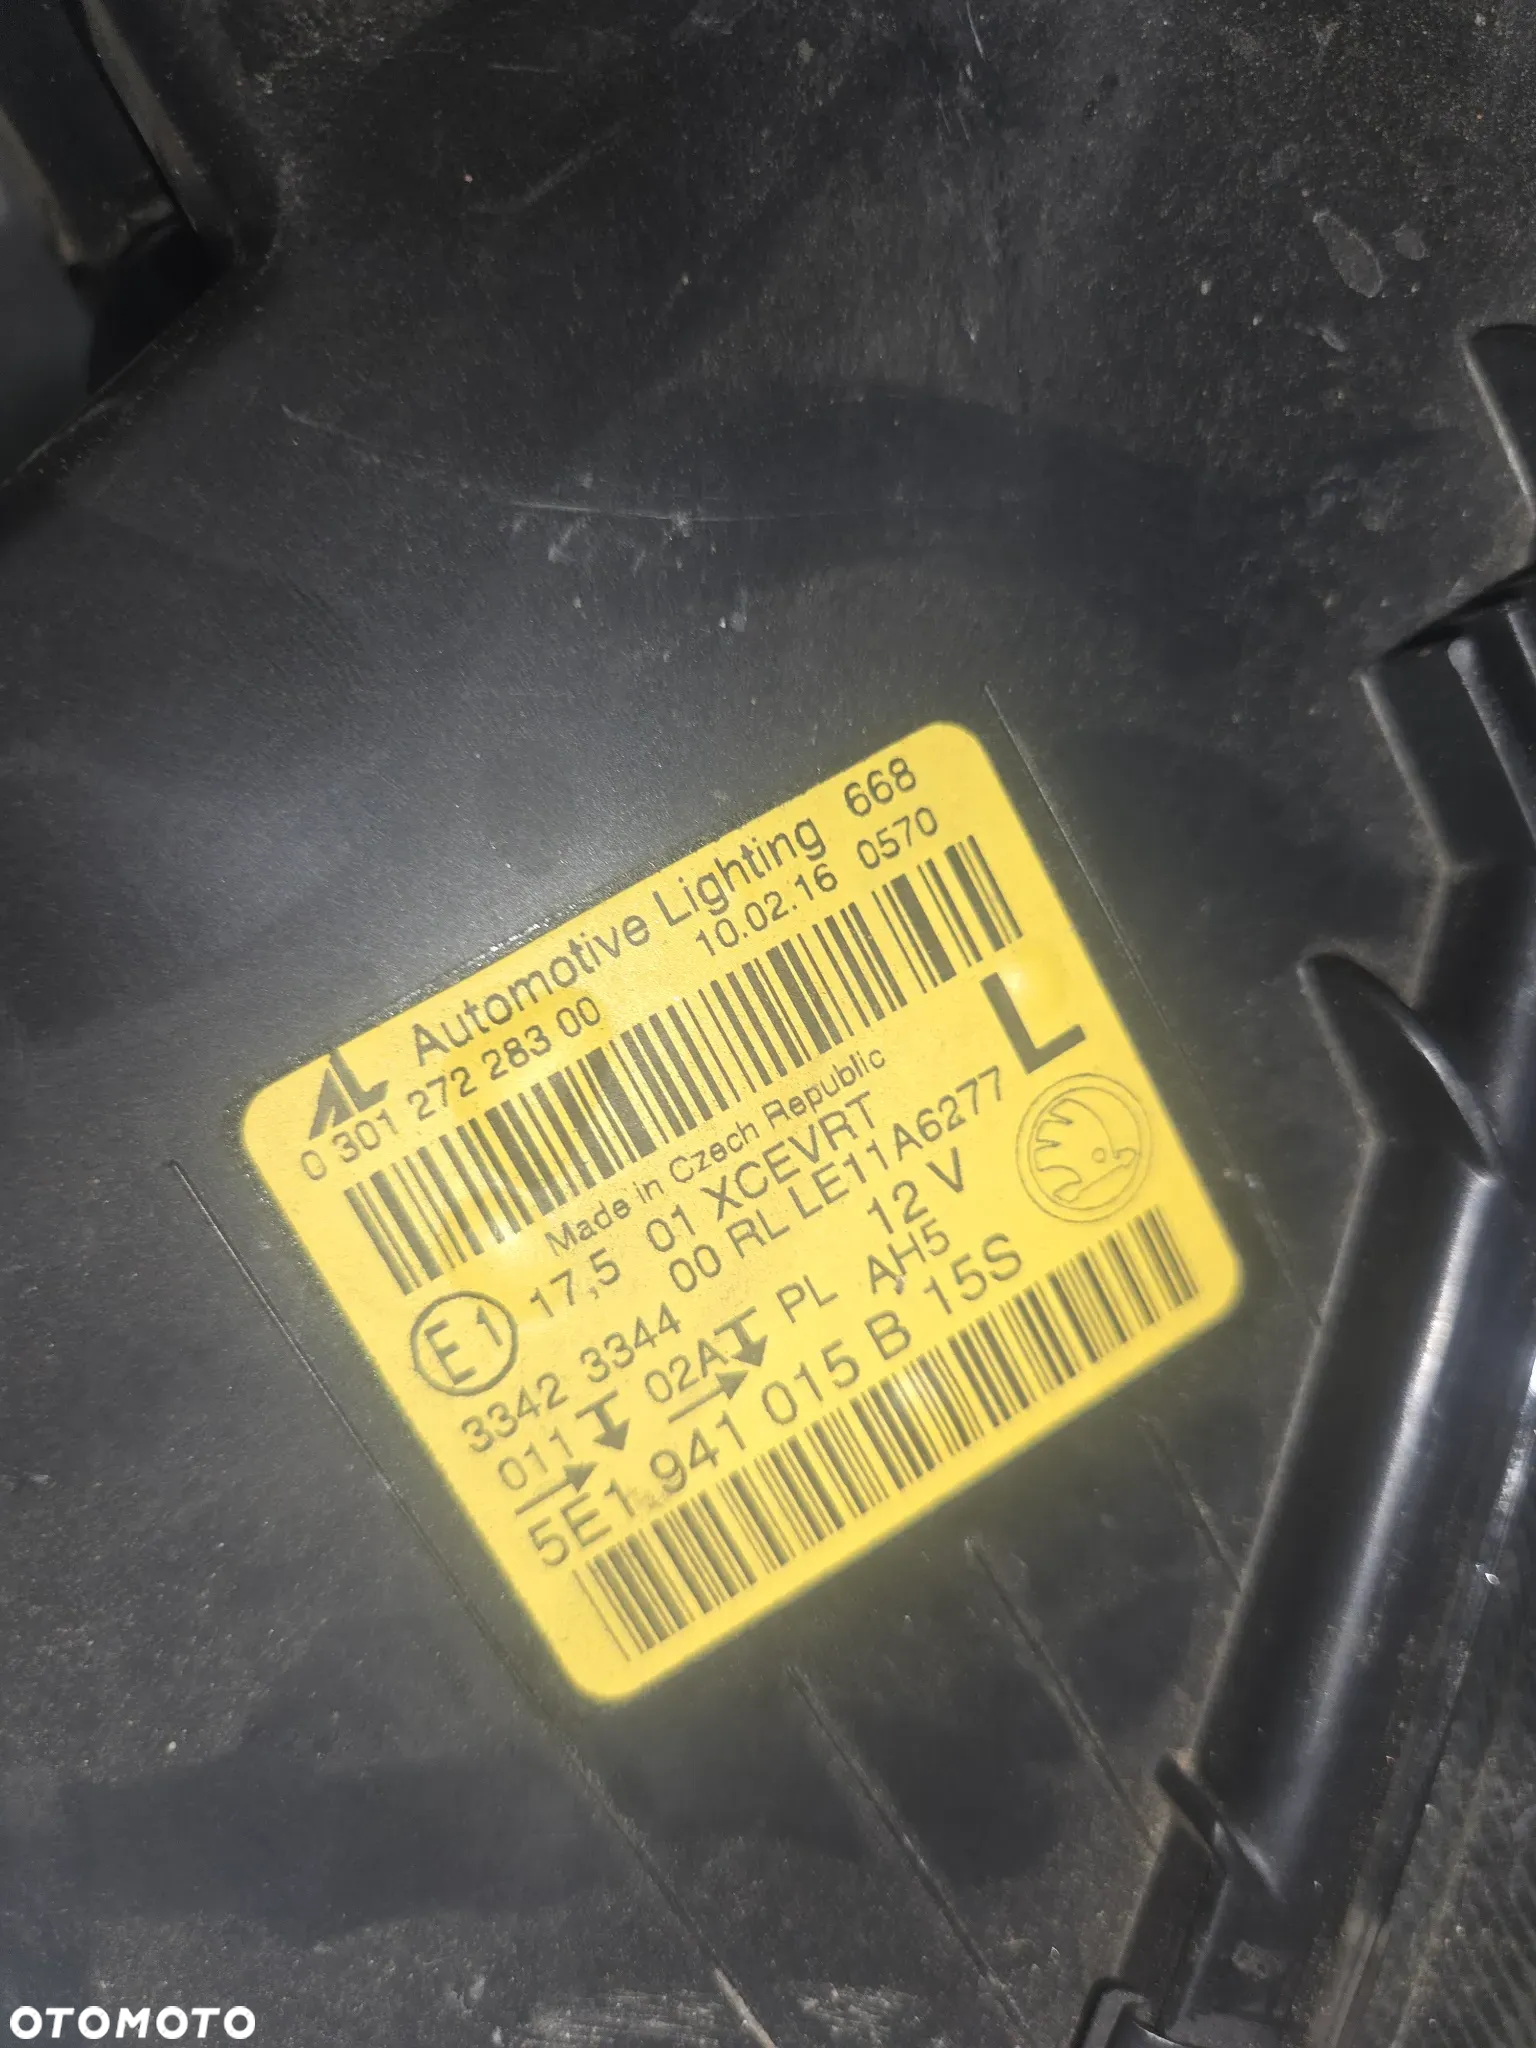 AL Automotive Lighting 668
0 301 272 283 00 10.02.16 0570
Made in Czech Republic
L
E1 17,5 01 XCEVRT
00 RL LE11A6277
3342 3344 12 V
011 02A PL AH5
5E1 941 015 B 15S
OTOMOTO